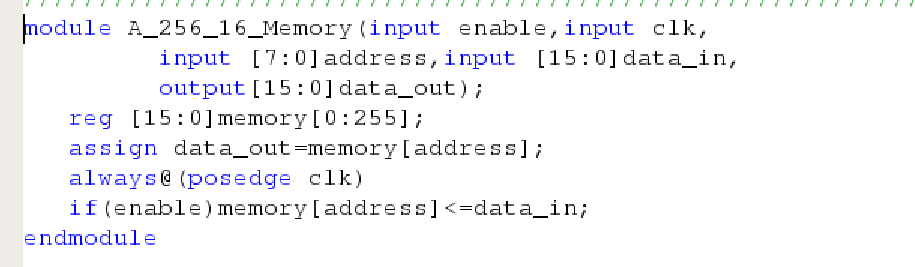 module A_256_16_Memory(input enable,input clk,
input [7:0]address,input [15:0]data_in,
output[15:0]data_out);
reg [15:0]memory[0:255];
assign data_out=memory[address];
always@(posedge clk)
if(enable)memory[address]<=data_in;
endmodule